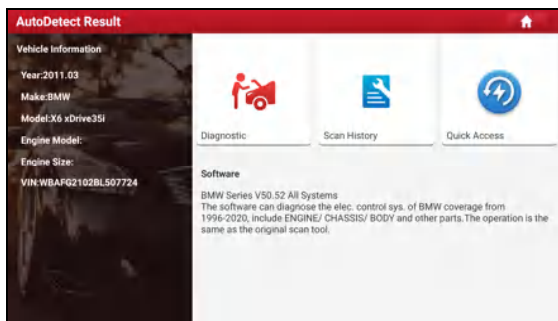 AutoDetect Result
Vehicle Information
Year:2011.03
Make:BMW
Model:X6 xDrive35i
Engine Model:
Engine Size:
VIN:WBAFG2102BL507724
Diagnostic
Scan History
Quick Access
Software
BMW Series V50.52 All Systems
The software can diagnose the elec. control sys. of BMW coverage from
1996-2020, include ENGINE/ CHASSIS/ BODY and other parts.The operation is the
same as the original scan tool.